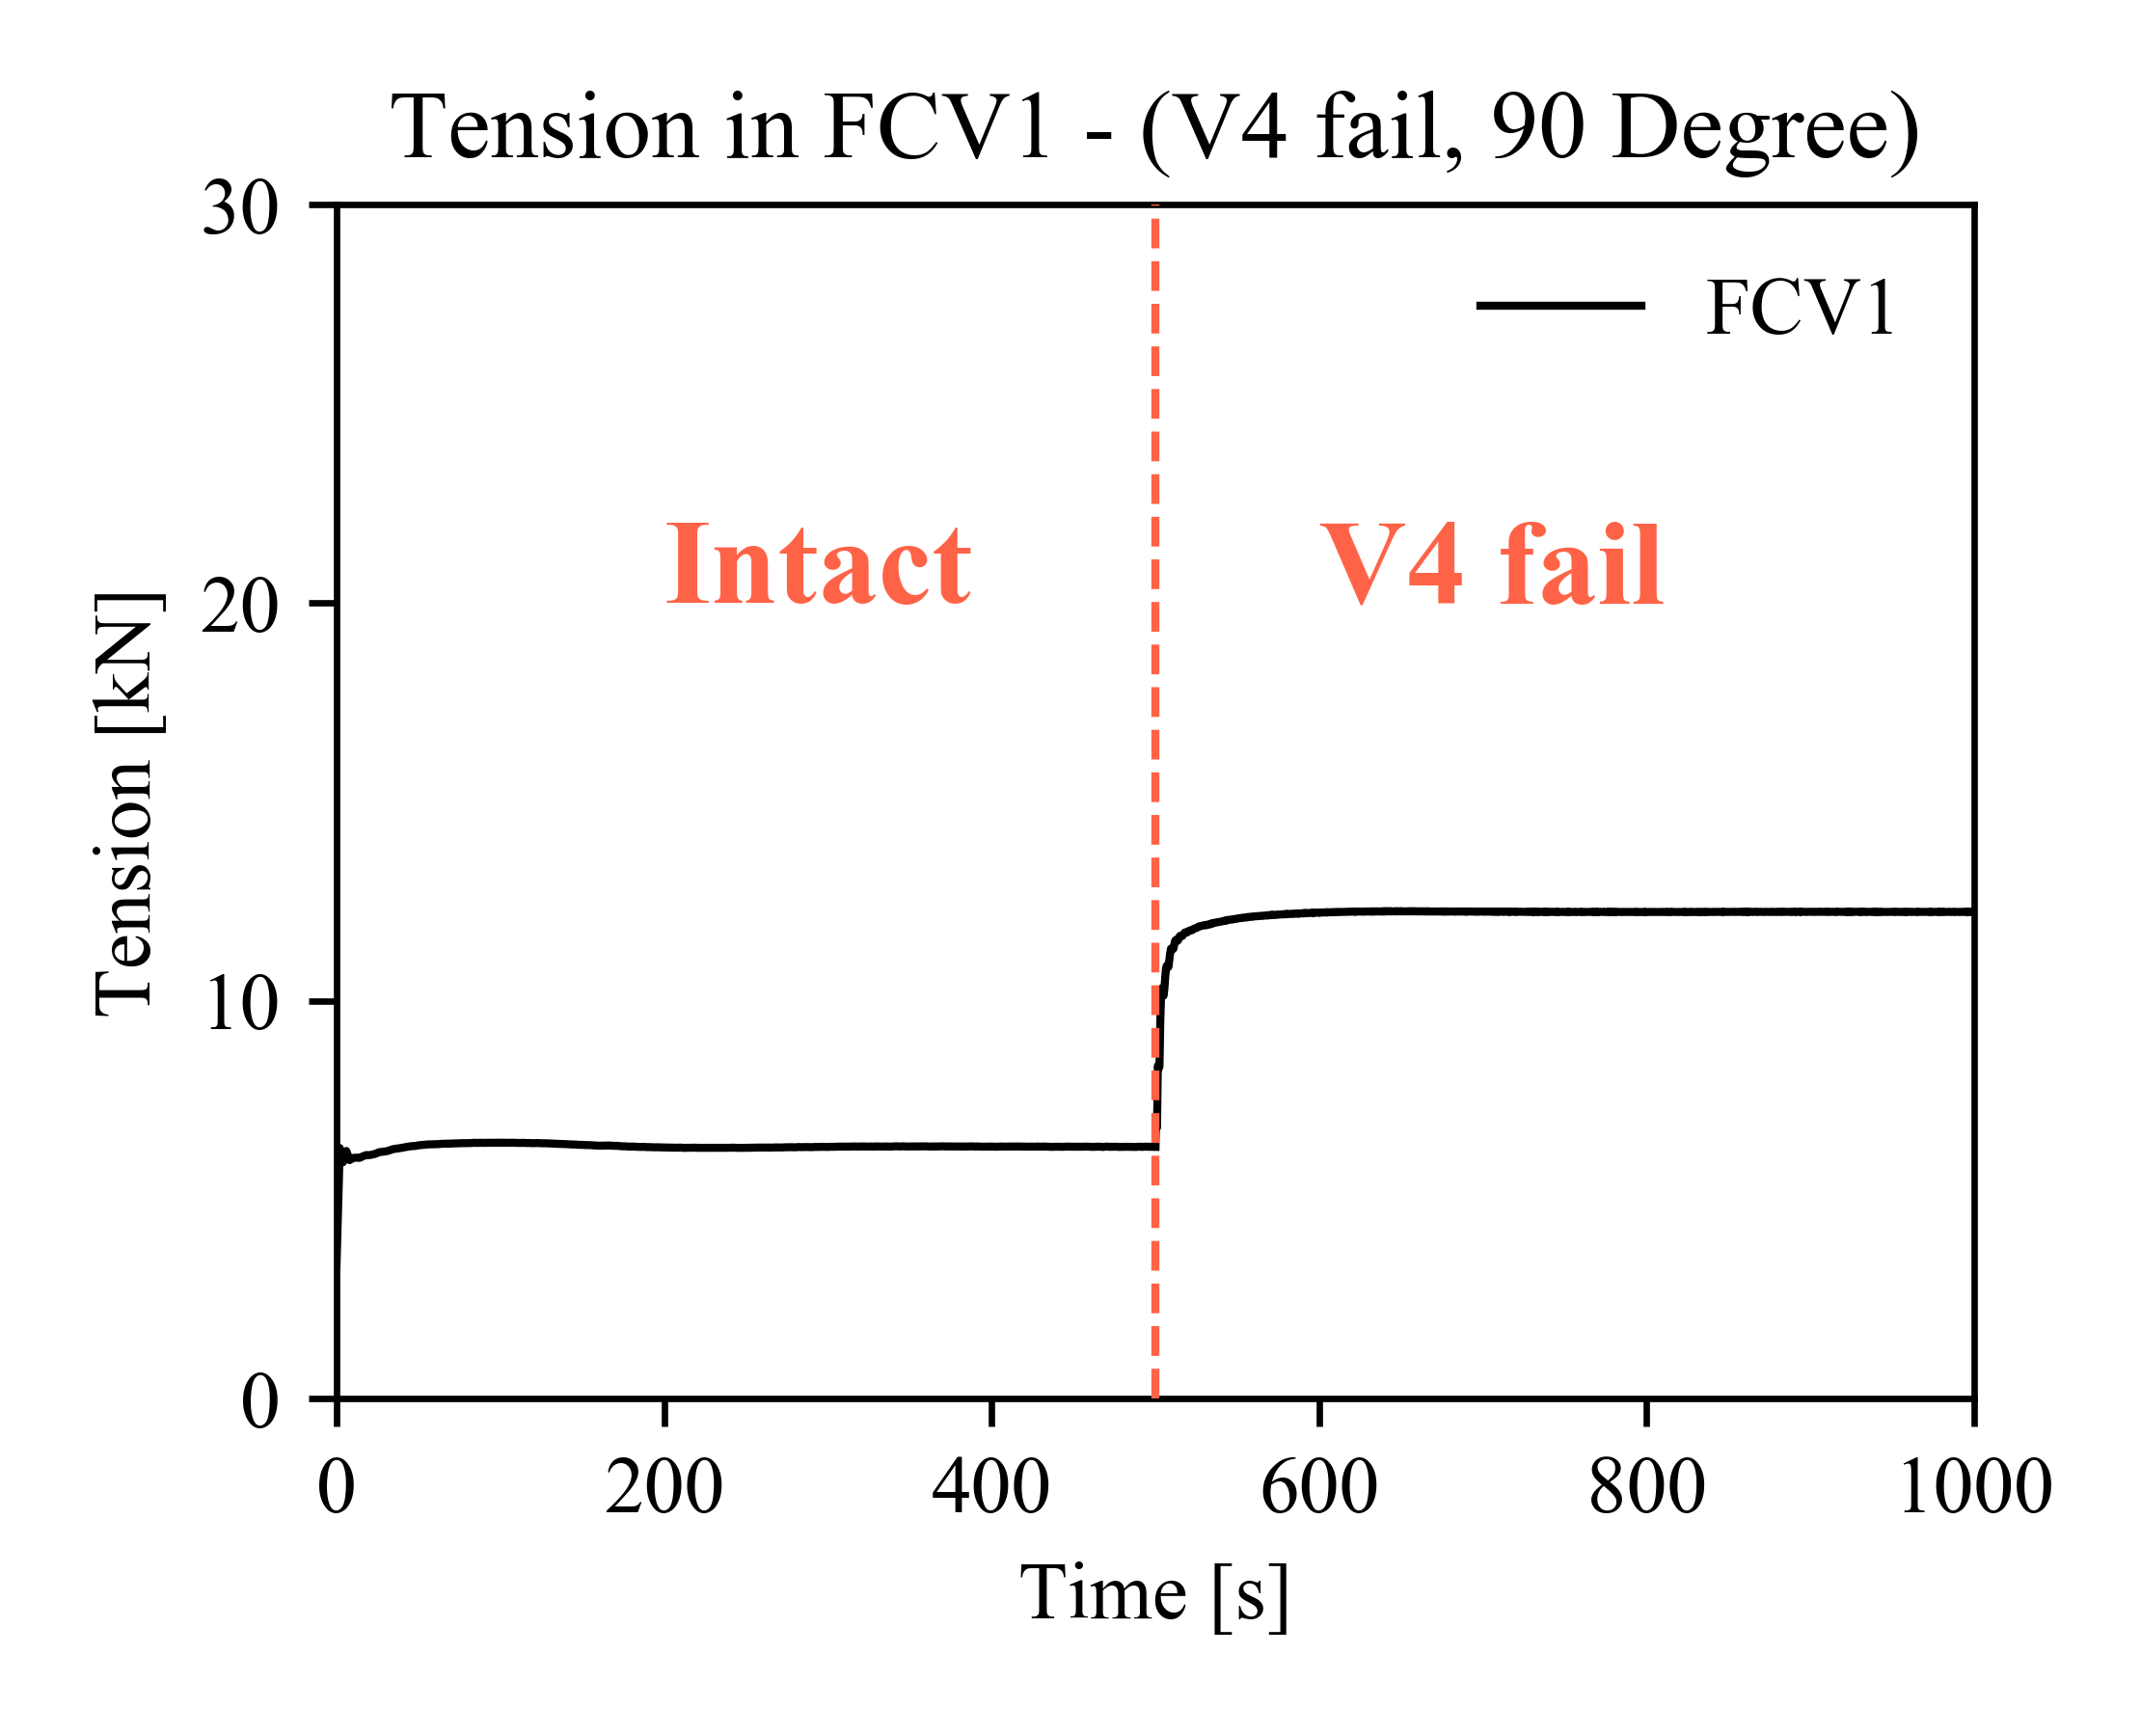 Tension in FCV1 - (V4 fail, 90 Degree)
30
FCV1
Intact
V4 fail
20
Tension [kN]
10
0
0 200 400 600 800 1000
Time [s]